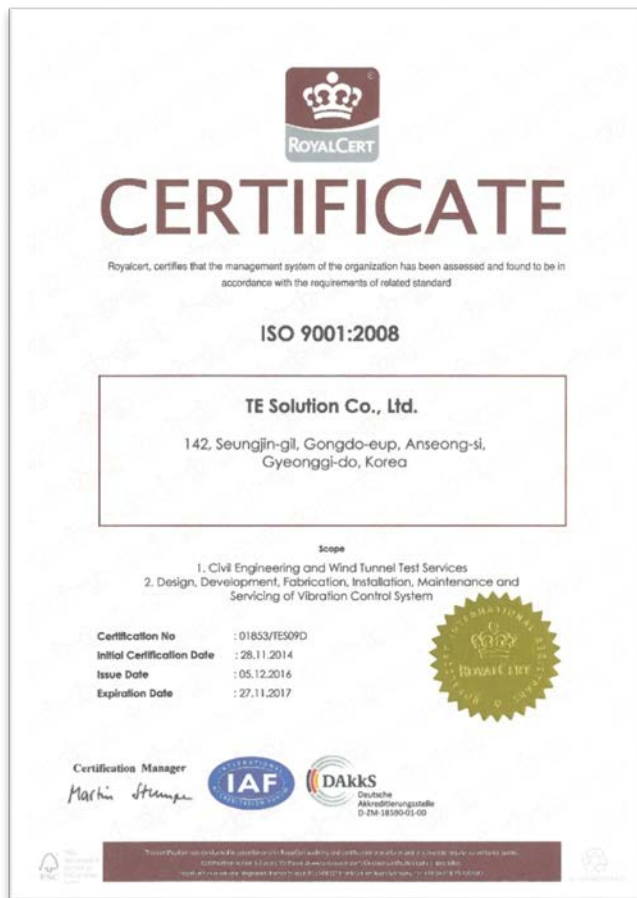 ROYALCERT
CERTIFICATE
Royalcert, certifies that the management system of the organization has been assessed and found to be in
accordance with the requirements of related standard
ISO 9001:2008
TE Solution Co., Ltd.
142, Seungjin-gil, Gongdo-eup, Anseong-si,
Gyeonggi-do, Korea
Scope
1. Civil Engineering and Wind Tunnel Test Services
2. Design, Development, Fabrication, Installation, Maintenance and
Servicing of Vibration Control System
Certification No : 01853/TES09D
Initial Certification Date : 28.11.2014
Issue Date : 05.12.2016
Expiration Date : 27.11.2017
ROYALCERT
Certification Manager
Martin Stumpe
IAF
DAkkS
Deutsche
Akkreditierungsstelle
D-ZM-18590-01-00
FSC